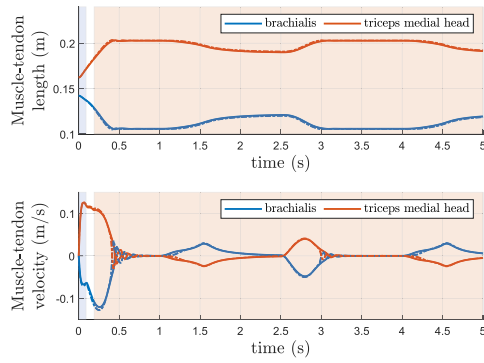 Muscle-tendon
length (m)
0.2
0.15
0.1
brachialis
triceps medial head
0 0.5 1 1.5 2 2.5 3 3.5 4 4.5 5
time (s)
Muscle-tendon
velocity (m/s)
0.1
0
-0.1
brachialis
triceps medial head
0 0.5 1 1.5 2 2.5 3 3.5 4 4.5 5
time (s)